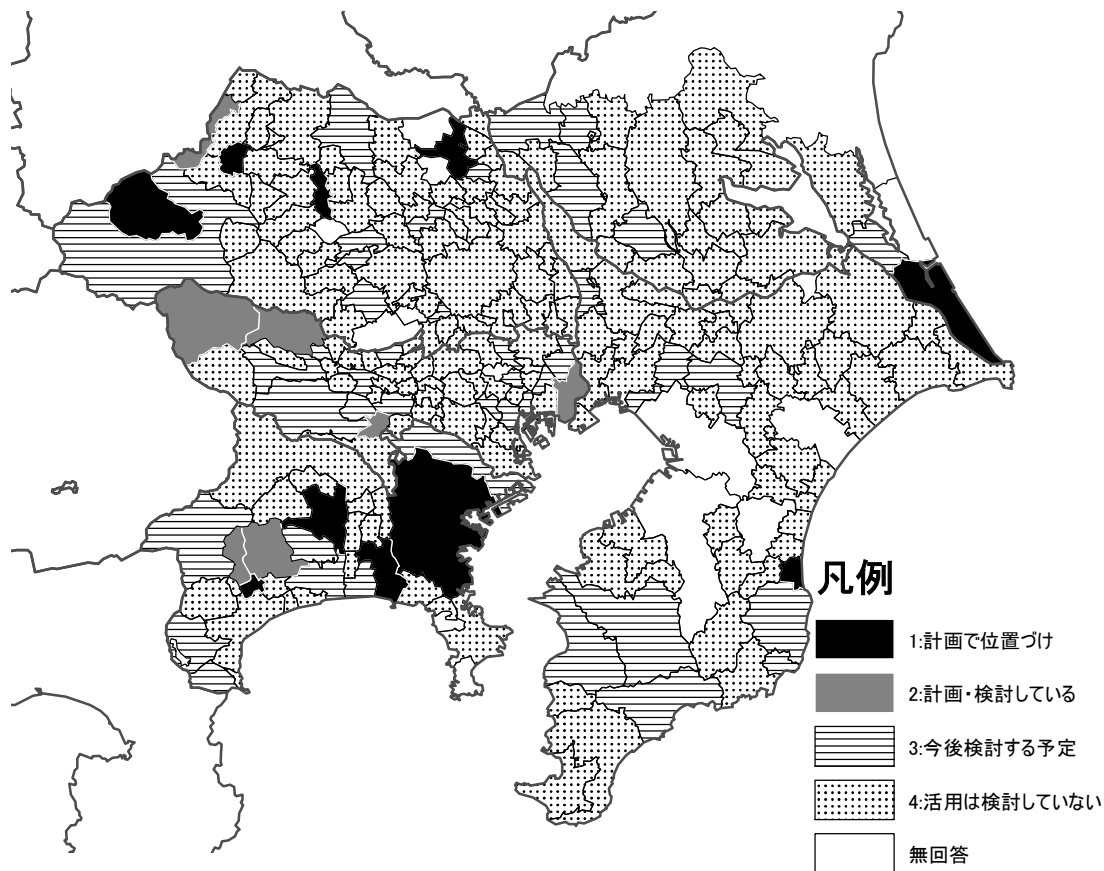 凡例
1:計画で位置づけ
2:計画・検討している
3:今後検討する予定
4:活用は検討していない
無回答